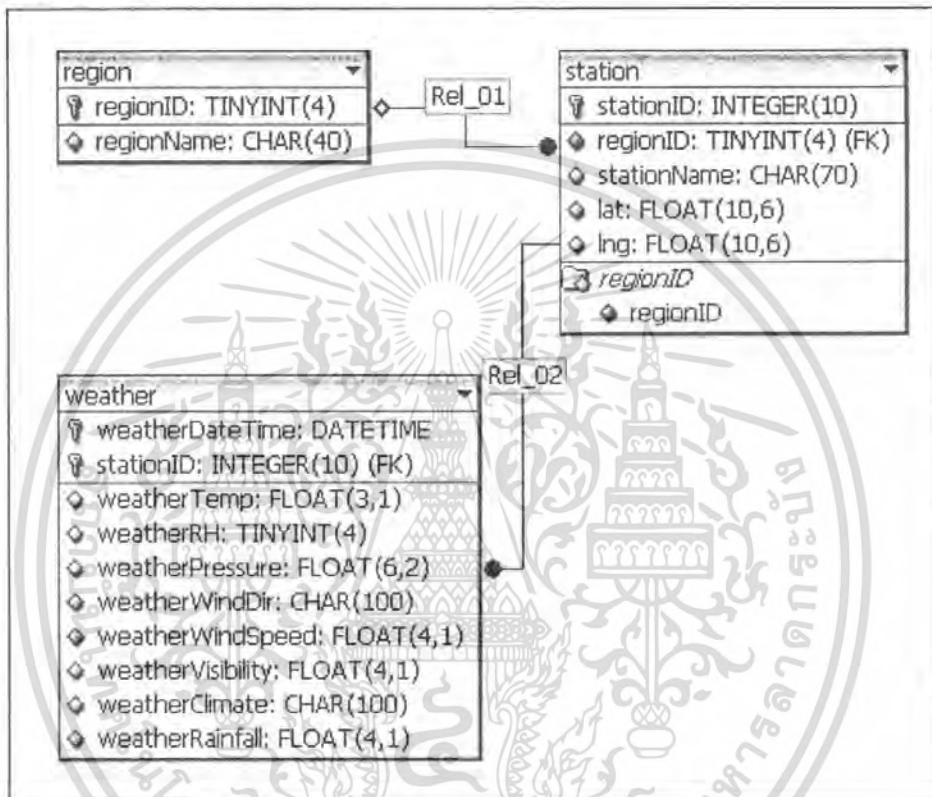 region
regionID: TINYINT(4)
regionName: CHAR(40)
Rel_01
station
stationID: INTEGER(10)
regionID: TINYINT(4) (FK)
stationName: CHAR(70)
lat: FLOAT(10,6)
lng: FLOAT(10,6)
regionID
regionID
Rel_02
weather
weatherDateTime: DATETIME
stationID: INTEGER(10) (FK)
weatherTemp: FLOAT(3,1)
weatherRH: TINYINT(4)
weatherPressure: FLOAT(6,2)
weatherWindDir: CHAR(100)
weatherWindSpeed: FLOAT(4,1)
weatherVisibility: FLOAT(4,1)
weatherClimate: CHAR(100)
weatherRainfall: FLOAT(4,1)